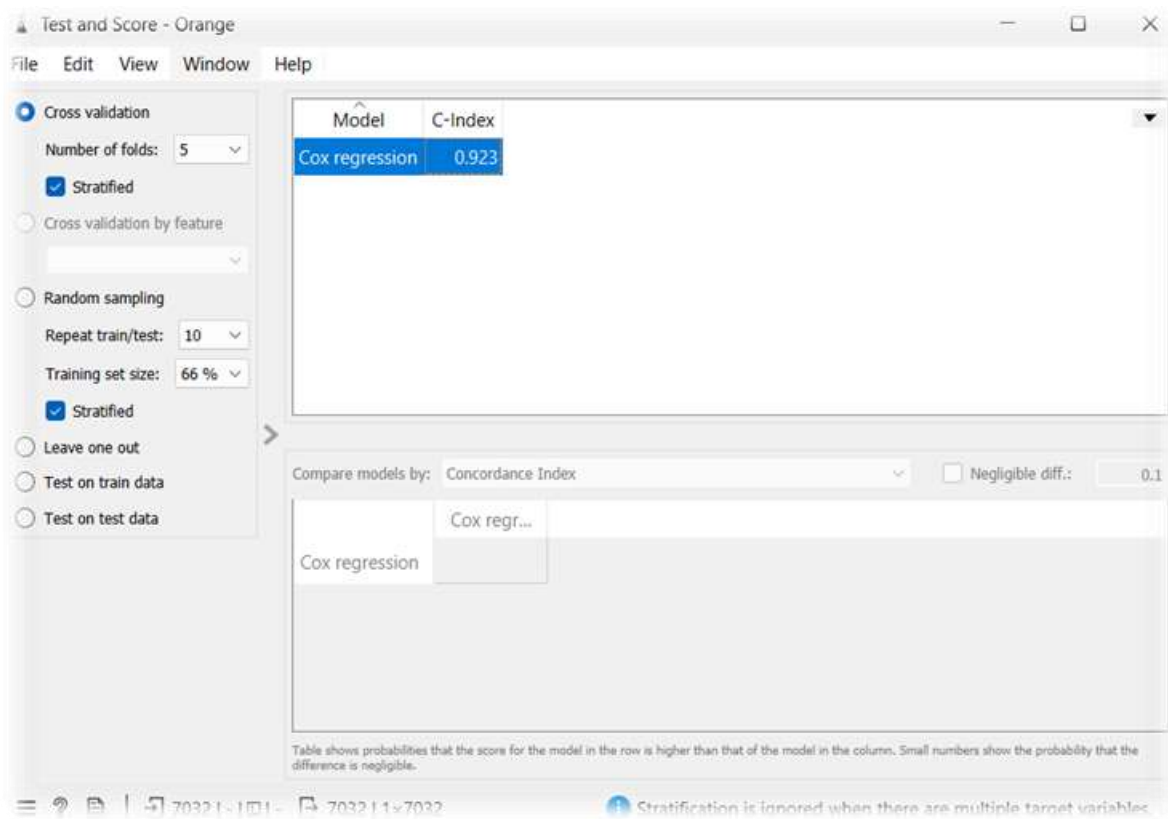 Test and Score - Orange
File Edit View Window Help
Cross validation
Number of folds: 5
Stratified
Cross validation by feature
Random sampling
Repeat train/test: 10
Training set size: 66 %
Stratified
Leave one out
Test on train data
Test on test data
Model C-Index
Cox regression 0.923
Compare models by: Concordance Index Negligible diff.: 0.1
Cox regr...
Cox regression
Table shows probabilities that the score for the model in the row is higher than that of the model in the column. Small numbers show the probability that the
difference is negligible.
7032 | - | - 7032 | 1×7032
Stratification is ignored when there are multiple target variables.